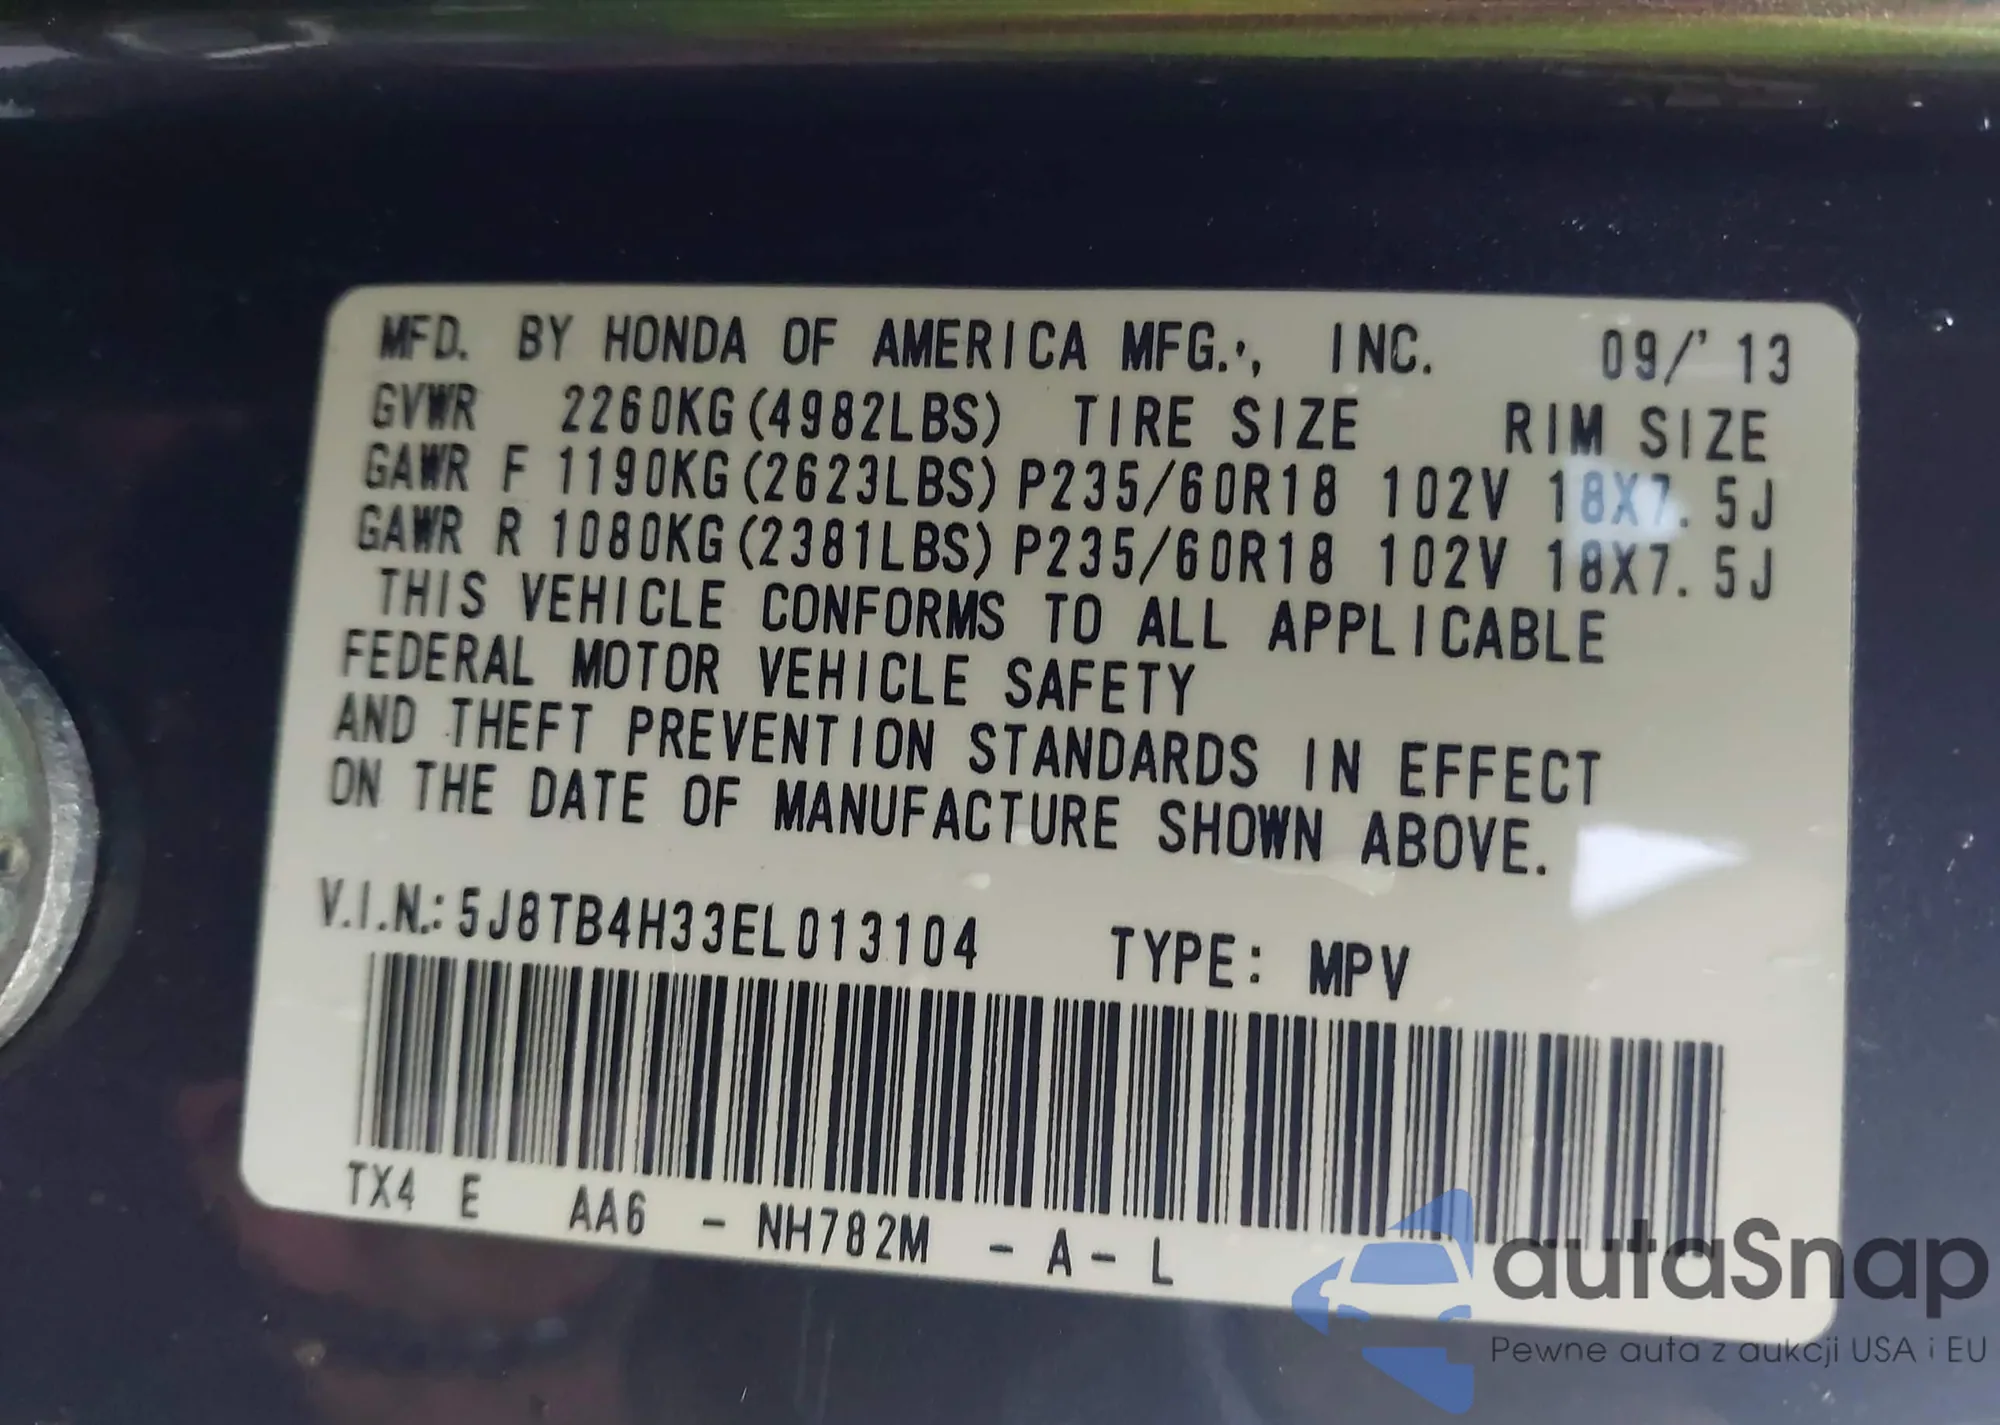 MFD. BY HONDA OF AMERICA MFG., INC. 09/'13
GVWR 2260KG(4982LBS) TIRE SIZE RIM SIZE
GAWR F 1190KG(2623LBS) P235/60R18 102V 18X7.5J
GAWR R 1080KG(2381LBS) P235/60R18 102V 18X7.5J
THIS VEHICLE CONFORMS TO ALL APPLICABLE
FEDERAL MOTOR VEHICLE SAFETY
AND THEFT PREVENTION STANDARDS IN EFFECT
ON THE DATE OF MANUFACTURE SHOWN ABOVE.
V.I.N.: 5J8TB4H33EL013104 TYPE: MPV
TX4 E AA6 - NH782M - A - L
autaSnap
Pewne auta z aukcji USA i EU